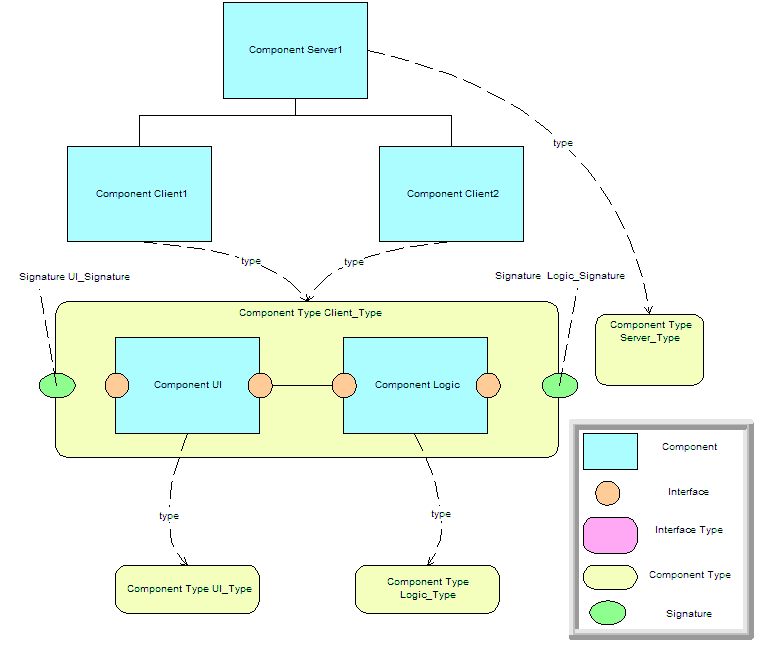 Component Server1
type
Component Client1
Component Client2
type
type
Signature UI_Signature
Signature Logic_Signature
Component Type Client_Type
Component Type
Server_Type
Component UI
Component Logic
Component
Interface
type
type
Interface Type
Component Type UI_Type
Component Type
Logic_Type
Component Type
Signature